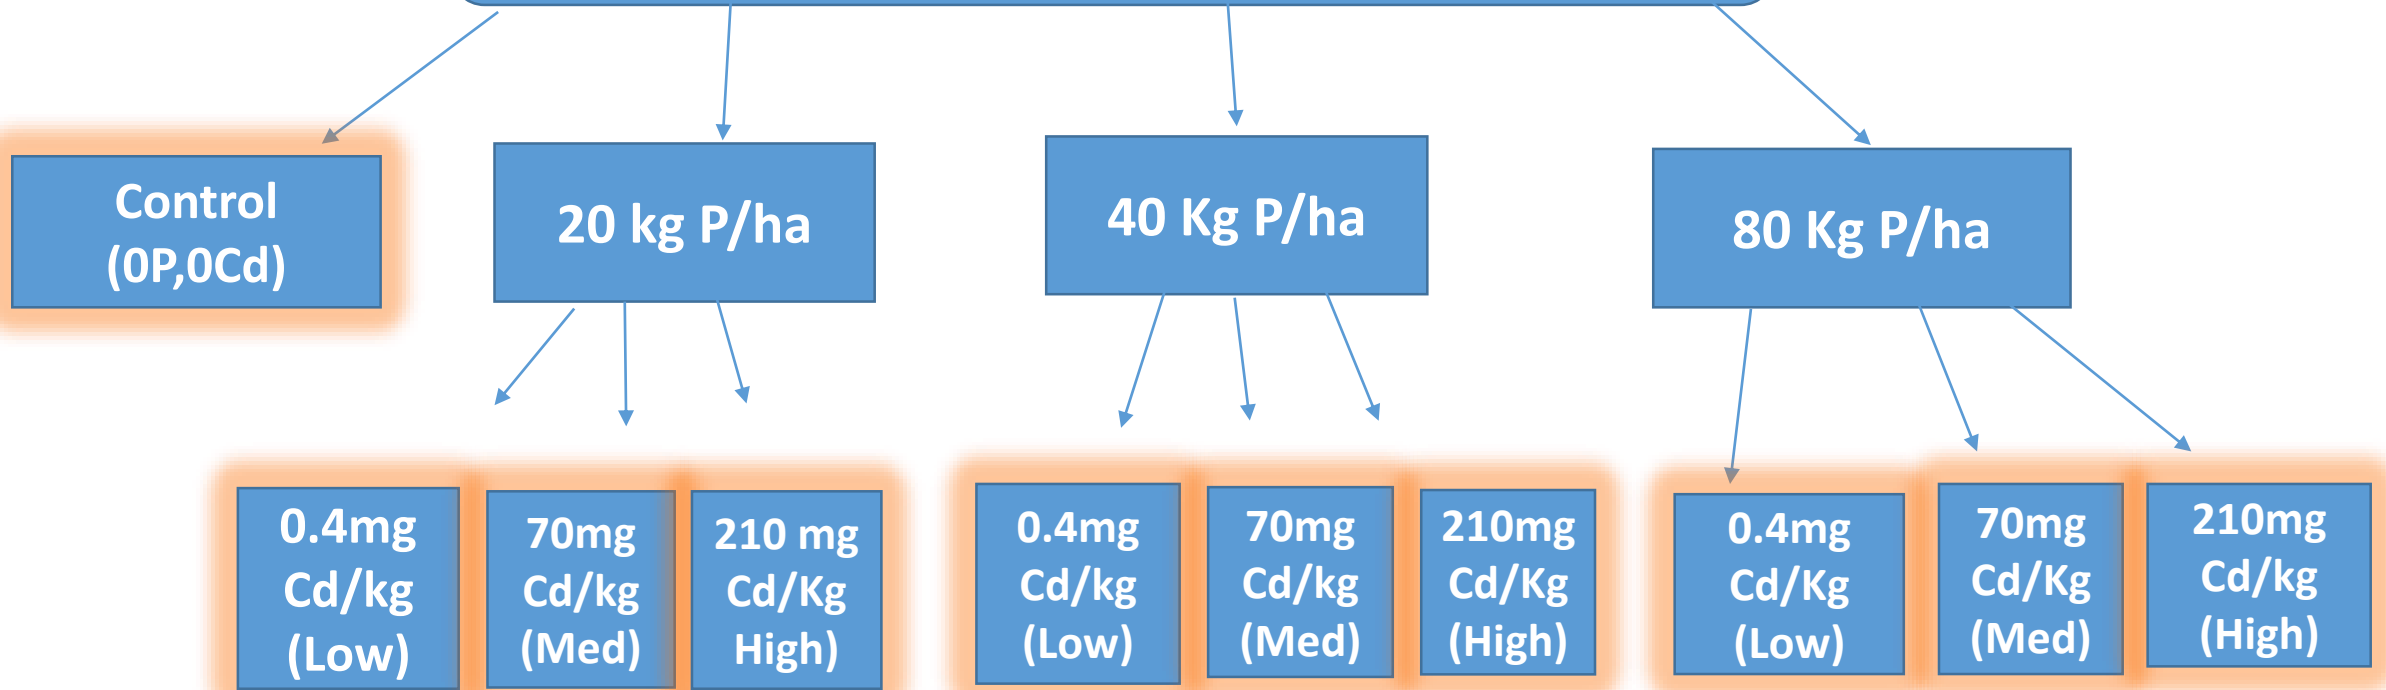 Control
(0P,0Cd)
20 kg P/ha
40 Kg P/ha
80 Kg P/ha
0.4mg
Cd/kg
(Low)
70mg
Cd/kg
(Med)
210 mg
Cd/Kg
High)
0.4mg
Cd/kg
(Low)
70mg
Cd/kg
(Med)
210mg
Cd/Kg
(High)
0.4mg
Cd/Kg
(Low)
70mg
Cd/Kg
(Med)
210mg
Cd/kg
(High)